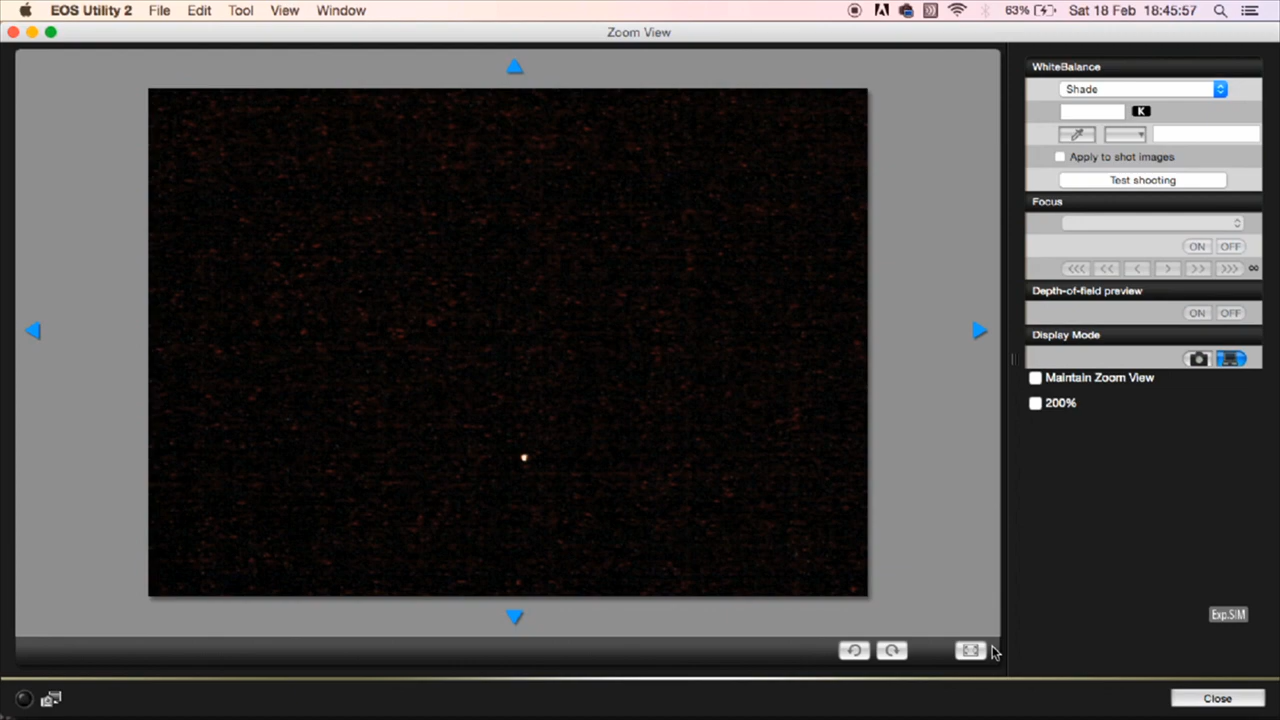 EOS Utility 2 File Edit Tool View Window 63% Sat 18 Feb 18:45:57
Zoom View
WhiteBalance
Shade
K
Apply to shot images
Test shooting
Focus
ON OFF
<<< << < > >> >>> ∞
Depth-of-field preview
ON OFF
Display Mode
Maintain Zoom View
200%
Exp.SIM
Close